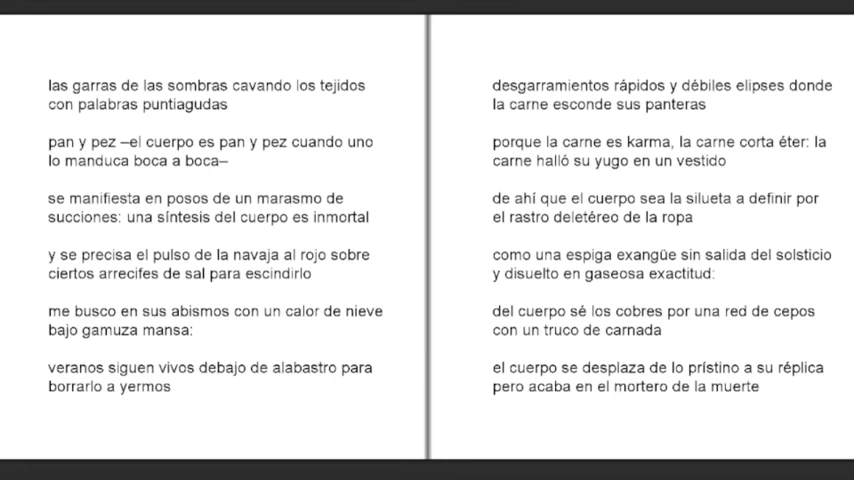 las garras de las sombras cavando los tejidos
con palabras puntiagudas
pan y pez –el cuerpo es pan y pez cuando uno
lo manduca boca a boca–
se manifiesta en posos de un marasmo de
succiones: una síntesis del cuerpo es inmortal
y se precisa el pulso de la navaja al rojo sobre
ciertos arrecifes de sal para escindirlo
me busco en sus abismos con un calor de nieve
bajo gamuza mansa:
veranos siguen vivos debajo de alabastro para
borrarlo a yermos
desgarramientos rápidos y débiles elipses donde
la carne esconde sus panteras
porque la carne es karma, la carne corta éter: la
carne halló su yugo en un vestido
de ahí que el cuerpo sea la silueta a definir por
el rastro deletéreo de la ropa
como una espiga exangüe sin salida del solsticio
y disuelto en gaseosa exactitud:
del cuerpo sé los cobres por una red de cepos
con un truco de carnada
el cuerpo se desplaza de lo prístino a su réplica
pero acaba en el mortero de la muerte